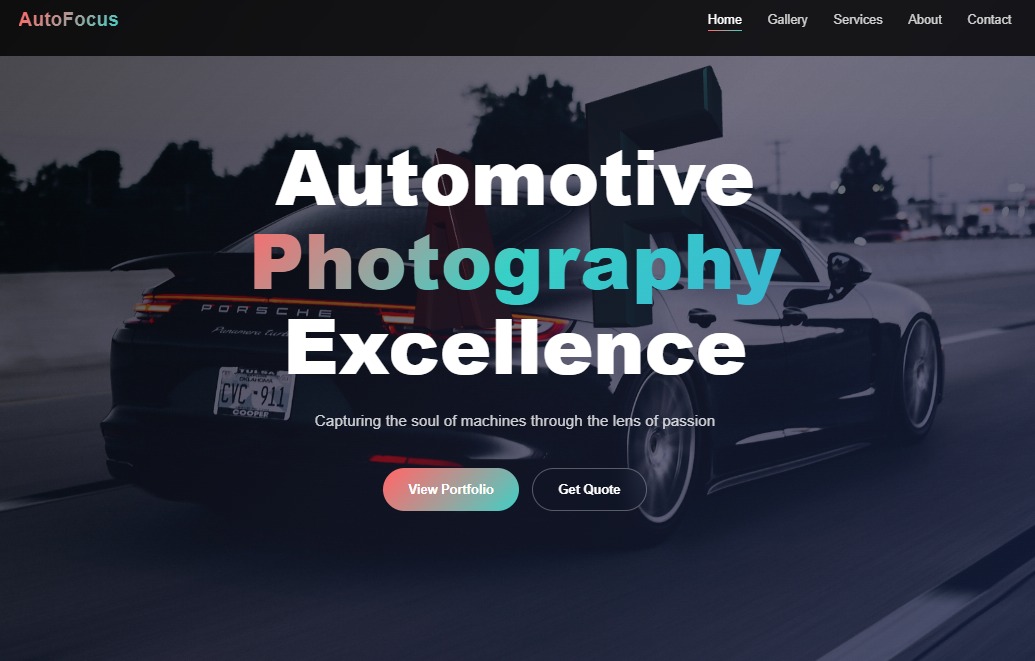 AutoFocus
Home Gallery Services About Contact
Automotive
Photography
Excellence
PORSCHE
Panamera turbo
OKLAHOMA
CVC-911
COOPER
Capturing the soul of machines through the lens of passion
View Portfolio Get Quote